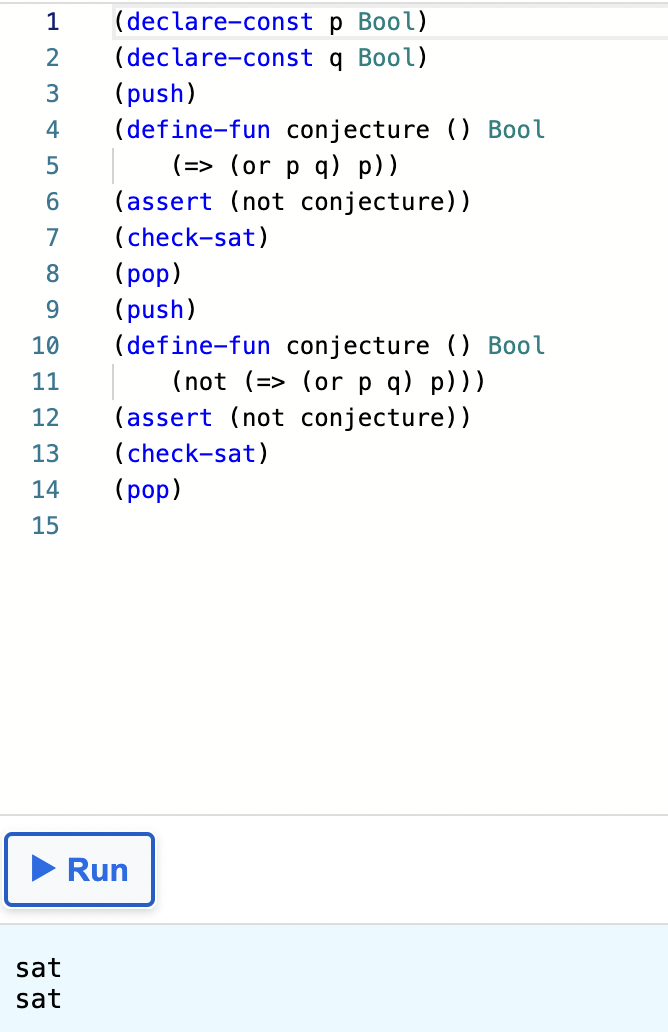 1 (declare-const p Bool)
2 (declare-const q Bool)
3 (push)
4 (define-fun conjecture () Bool
5     (=> (or p q) p))
6 (assert (not conjecture))
7 (check-sat)
8 (pop)
9 (push)
10 (define-fun conjecture () Bool
11     (not (=> (or p q) p)))
12 (assert (not conjecture))
13 (check-sat)
14 (pop)
15
Run
sat
sat